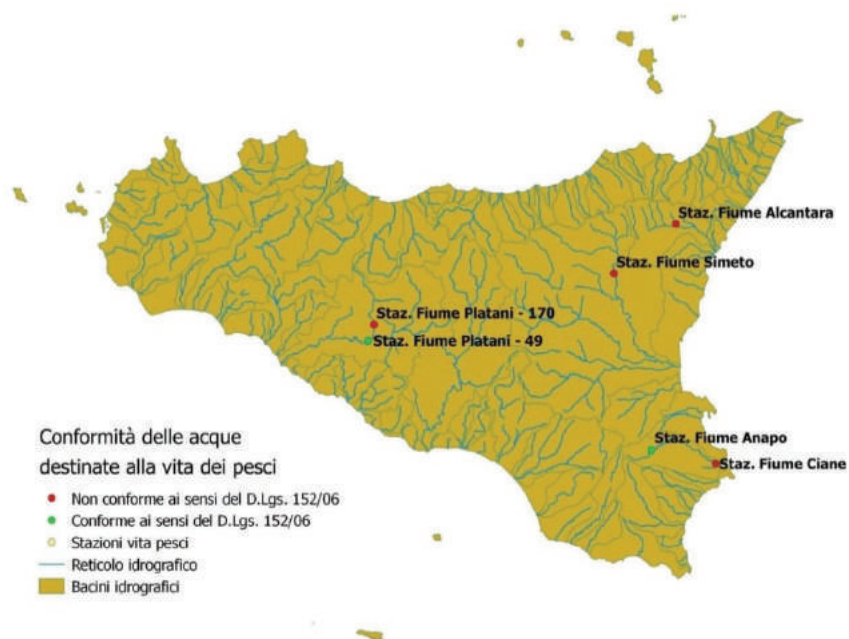 Staz. Fiume Alcantara
Staz. Fiume Simeto
Staz. Fiume Platani - 170
Staz. Fiume Platani - 49
Staz. Fiume Anapo
Staz. Fiume Ciane
Conformità delle acque
destinate alla vita dei pesci
Non conforme ai sensi del D.Lgs. 152/06
Conforme ai sensi del D.Lgs. 152/06
Stazioni vita pesci
Reticolo idrografico
Bacini idrografici